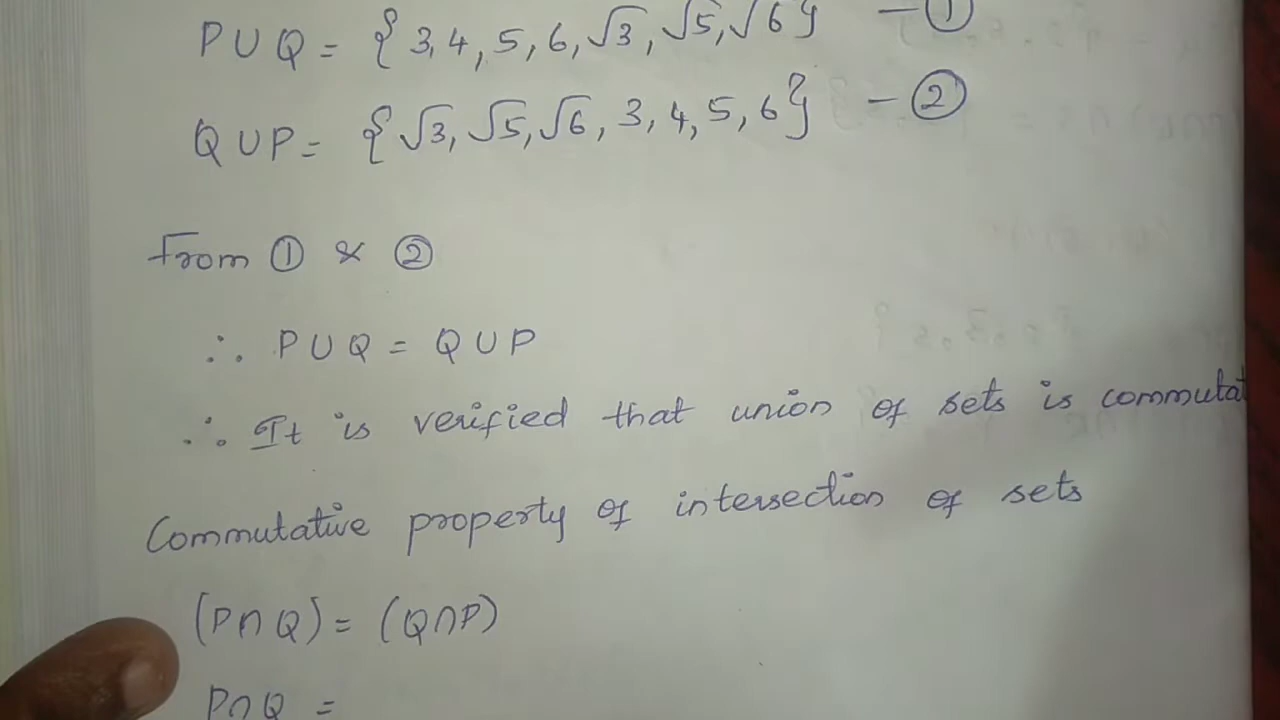 P∪Q = {3,4,5,6,√3,√5,√6} - ①
Q∪P = {√3,√5,√6,3,4,5,6} - ②
From ① & ②
∴ P∪Q = Q∪P
∴ It is verified that union of sets is commutat
Commutative property of intersection of sets
(P∩Q) = (Q∩P)
P∩Q =